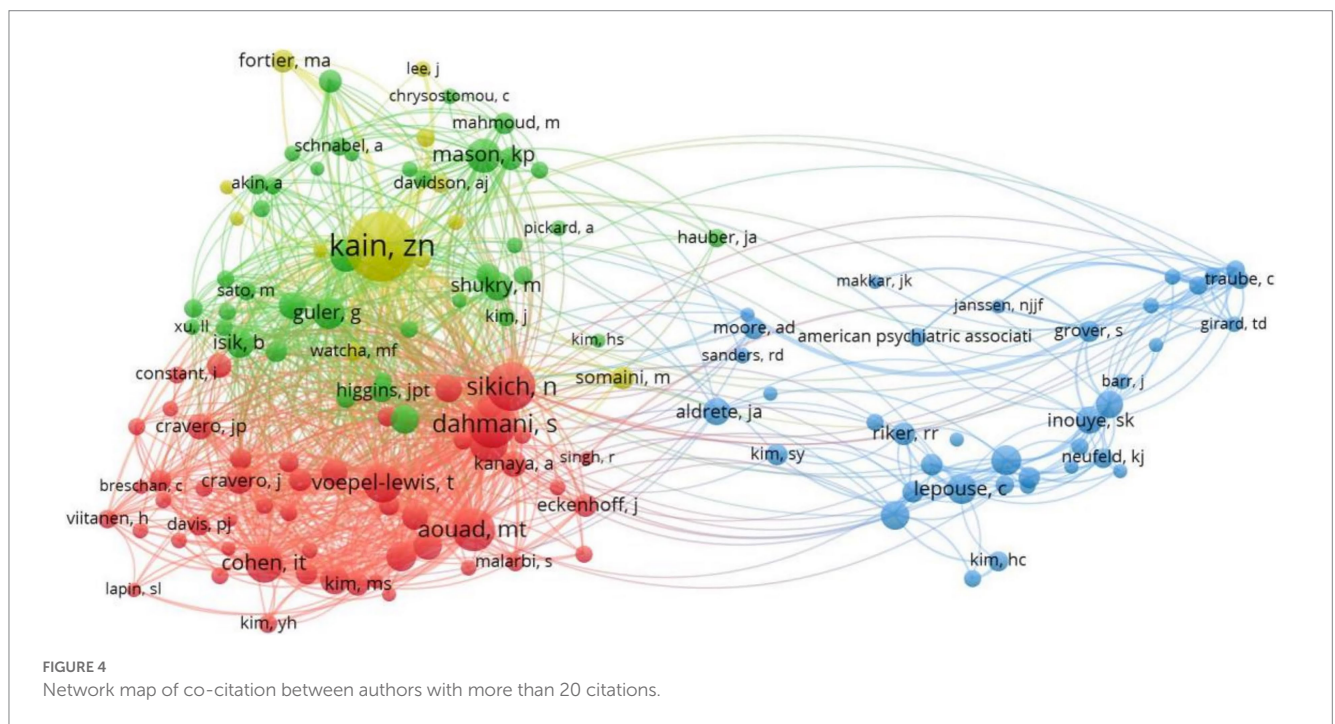 fortier, ma
lee, j
chrysostomou, c
mahmoud, m
schnabel, a
mason, kp
akin, a
davidson, aj
pickard, a
kain, zn
hauber, ja
makkar, jk
traube, c
sato, m
shukry, m
janssen, njjf
guler, g
kim, j
xu, ll
moore, ad
american psychiatric associati
grover, s
girard, td
isik, b
watcha, mf
kim, hs
sanders, rd
constant, i
higgins, jpt
sikich, n
somaini, m
barr, j
cravero, jp
dahmani, s
aldrete, ja
riker, rr
inouye, sk
kanaya, a
singh, r
kim, sy
neufeld, kj
breschan, c
cravero, j
voepel-lewis, t
lepouse, c
viitanen, h
davis, pj
aouad, mt
eckenhoff, j
cohen, it
malarbi, s
kim, hc
lapin, sl
kim, ms
kim, yh
FIGURE 4
Network map of co-citation between authors with more than 20 citations.